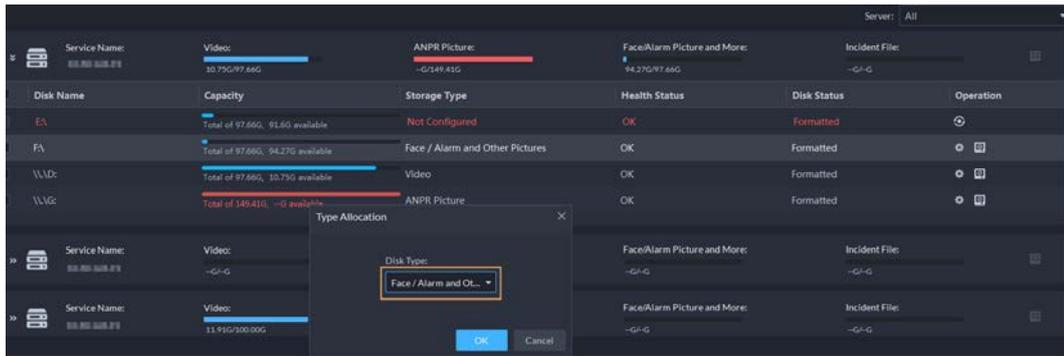 Server: All
Service Name: Video: ANPR Picture: Face/Alarm Picture and More: Incident File:
10.75G/97.66G --G/149.41G 94.27G/97.66G --G/-G
Disk Name Capacity Storage Type Health Status Disk Status Operation
E:\ Total of 97.66G, 91.6G available Not Configured OK Formatted
F:\ Total of 97.66G, 94.27G available Face / Alarm and Other Pictures OK Formatted
\\.\D: Total of 97.66G, 10.75G available Video OK Formatted
\\.\G: Total of 149.41G, --G available ANPR Picture OK Formatted
Type Allocation
Service Name: Video: Face/Alarm Picture and More: Incident File:
--G/-G --G/-G --G/-G
Disk Type:
Face / Alarm and Ot...
Service Name: Video: Face/Alarm Picture and More: Incident File:
11.91G/100.00G --G/-G --G/-G
OK Cancel